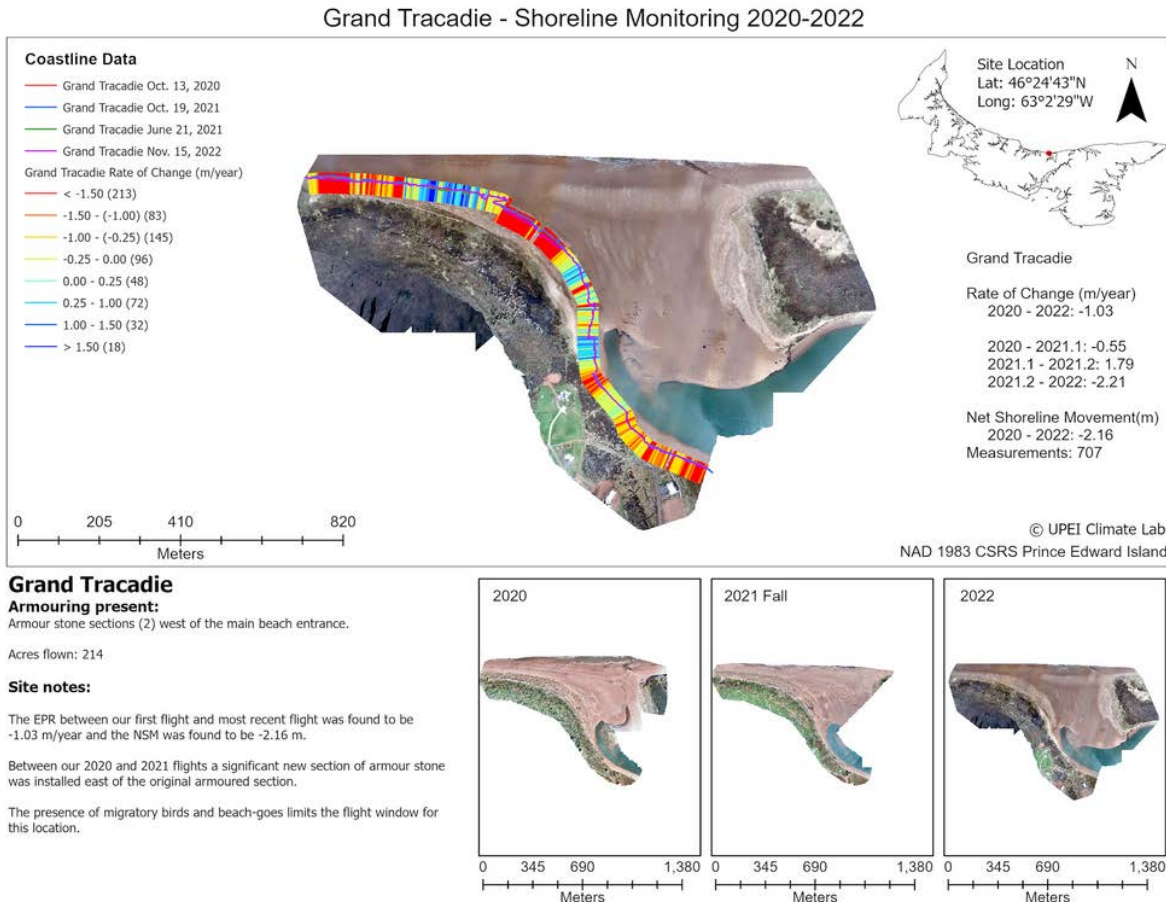 Grand Tracadie - Shoreline Monitoring 2020-2022
Coastline Data
Grand Tracadie Oct. 13, 2020
Grand Tracadie Oct. 19, 2021
Grand Tracadie June 21, 2021
Grand Tracadie Nov. 15, 2022
Grand Tracadie Rate of Change (m/year)
< -1.50 (213)
-1.50 - (-1.00) (83)
-1.00 - (-0.25) (145)
-0.25 - 0.00 (96)
0.00 - 0.25 (48)
0.25 - 1.00 (72)
1.00 - 1.50 (32)
> 1.50 (18)
Site Location
Lat: 46°24'43"N
Long: 63°2'29"W
N
Grand Tracadie
Rate of Change (m/year)
2020 - 2022: -1.03
2020 - 2021.1: -0.55
2021.1 - 2021.2: 1.79
2021.2 - 2022: -2.21
Net Shoreline Movement(m)
2020 - 2022: -2.16
Measurements: 707
0 205 410 820
Meters
© UPEI Climate Lab
NAD 1983 CSRS Prince Edward Island
Grand Tracadie
Armouring present:
Armour stone sections (2) west of the main beach entrance.
Acres flown: 214
Site notes:
The EPR between our first flight and most recent flight was found to be
-1.03 m/year and the NSM was found to be -2.16 m.
Between our 2020 and 2021 flights a significant new section of armour stone
was installed east of the original armoured section.
The presence of migratory birds and beach-goes limits the flight window for
this location.
2020
0 345 690 1,380
Meters
2021 Fall
0 345 690 1,380
Meters
2022
0 345 690 1,380
Meters